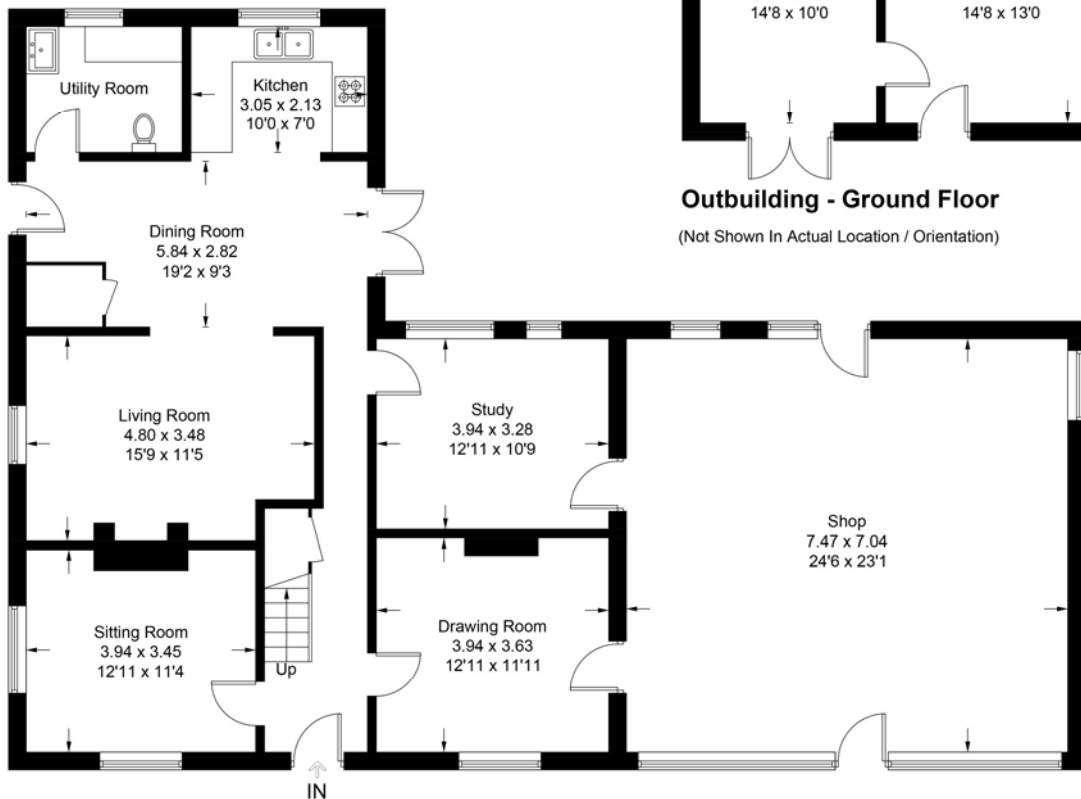 14'8 x 10'0
14'8 x 13'0
Utility Room
Kitchen
3.05 x 2.13
10'0 x 7'0
Outbuilding - Ground Floor
(Not Shown In Actual Location / Orientation)
Dining Room
5.84 x 2.82
19'2 x 9'3
Living Room
4.80 x 3.48
15'9 x 11'5
Study
3.94 x 3.28
12'11 x 10'9
Shop
7.47 x 7.04
24'6 x 23'1
Sitting Room
3.94 x 3.45
12'11 x 11'4
Up
Drawing Room
3.94 x 3.63
12'11 x 11'11
IN